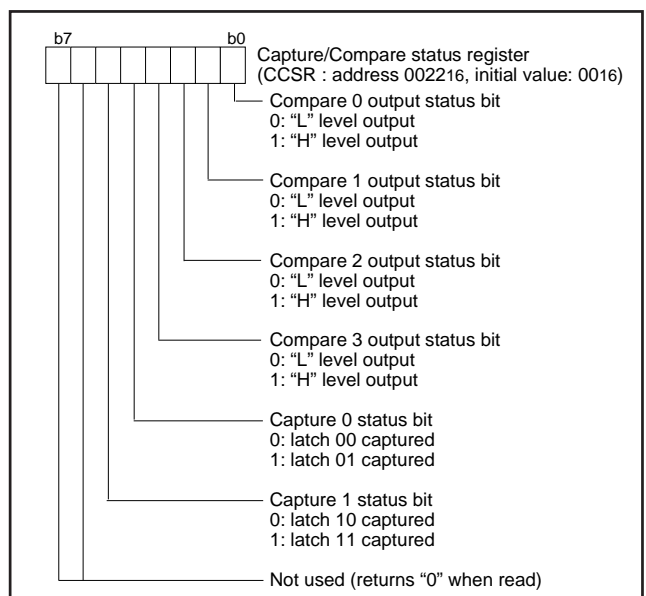 b7 b0
Capture/Compare status register
(CCSR : address 002216, initial value: 0016)
Compare 0 output status bit
0: “L” level output
1: “H” level output
Compare 1 output status bit
0: “L” level output
1: “H” level output
Compare 2 output status bit
0: “L” level output
1: “H” level output
Compare 3 output status bit
0: “L” level output
1: “H” level output
Capture 0 status bit
0: latch 00 captured
1: latch 01 captured
Capture 1 status bit
0: latch 10 captured
1: latch 11 captured
Not used (returns “0” when read)